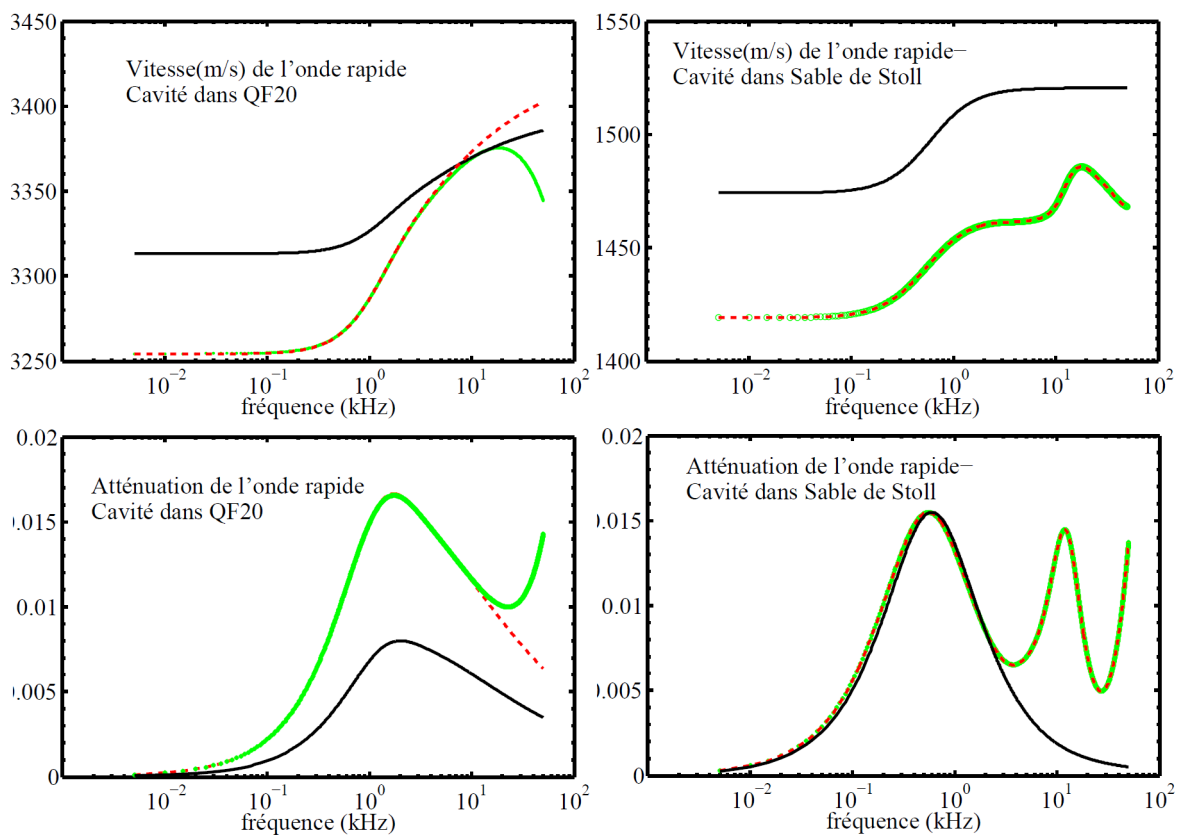 3450
3400
3350
3300
3250
Vitesse(m/s) de l’onde rapide
Cavité dans QF20
10⁻² 10⁻¹ 10⁰ 10¹ 10²
fréquence (kHz)
1550
1500
1450
1400
Vitesse(m/s) de l’onde rapide−
Cavité dans Sable de Stoll
10⁻² 10⁻¹ 10⁰ 10¹ 10²
fréquence (kHz)
0.02
0.015
0.01
0.005
0
Atténuation de l’onde rapide
Cavité dans QF20
10⁻² 10⁻¹ 10⁰ 10¹ 10²
fréquence (kHz)
0.02
0.015
0.01
0.005
0
Atténuation de l’onde rapide−
Cavité dans Sable de Stoll
10⁻² 10⁻¹ 10⁰ 10¹ 10²
fréquence (kHz)